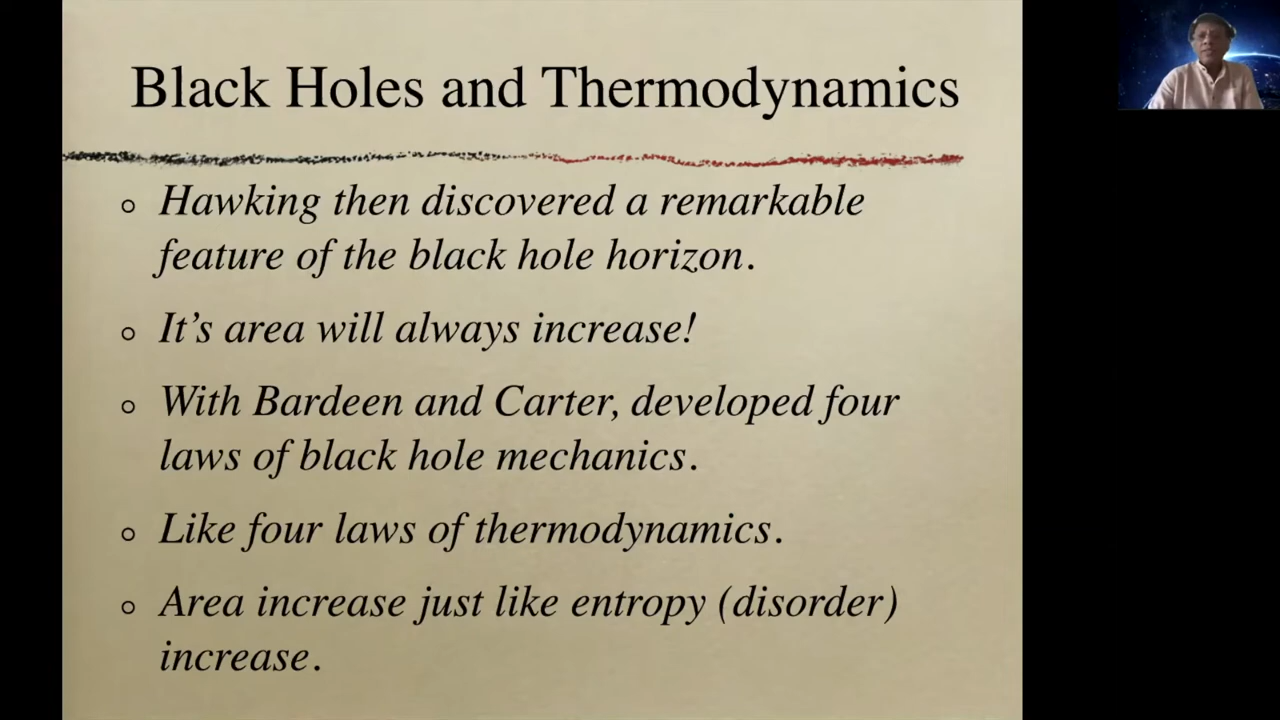 Black Holes and Thermodynamics
Hawking then discovered a remarkable
feature of the black hole horizon.
It’s area will always increase!
With Bardeen and Carter, developed four
laws of black hole mechanics.
Like four laws of thermodynamics.
Area increase just like entropy (disorder)
increase.